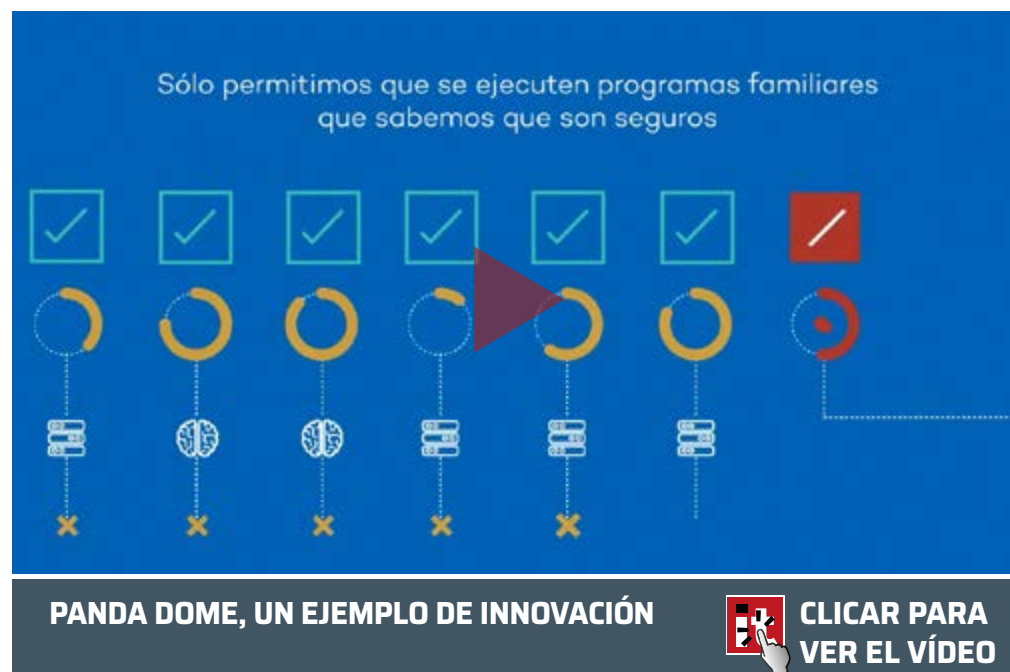 Sólo permitimos que se ejecuten programas familiares
que sabemos que son seguros
PANDA DOME, UN EJEMPLO DE INNOVACIÓN
CLICAR PARA
VER EL VÍDEO